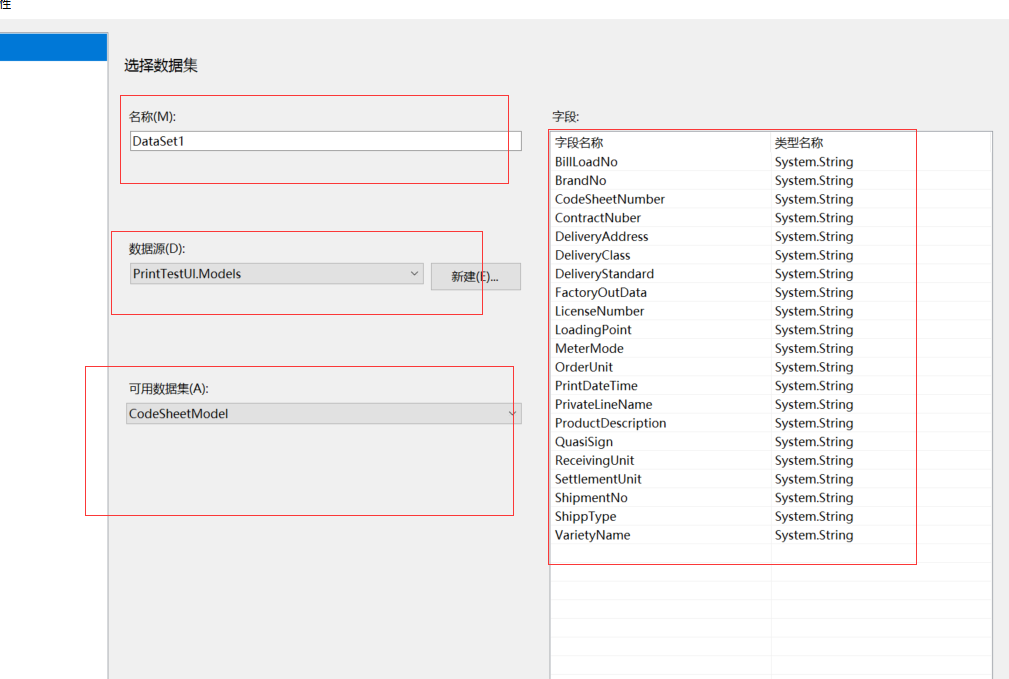 性
选择数据集
名称(M):
DataSet1
数据源(D):
PrintTestUI.Models
新建(E)...
可用数据集(A):
CodeSheetModel
字段:
字段名称 类型名称
BillLoadNo System.String
BrandNo System.String
CodeSheetNumber System.String
ContractNuber System.String
DeliveryAddress System.String
DeliveryClass System.String
DeliveryStandard System.String
FactoryOutData System.String
LicenseNumber System.String
LoadingPoint System.String
MeterMode System.String
OrderUnit System.String
PrintDateTime System.String
PrivateLineName System.String
ProductDescription System.String
QuasiSign System.String
ReceivingUnit System.String
SettlementUnit System.String
ShipmentNo System.String
ShippType System.String
VarietyName System.String